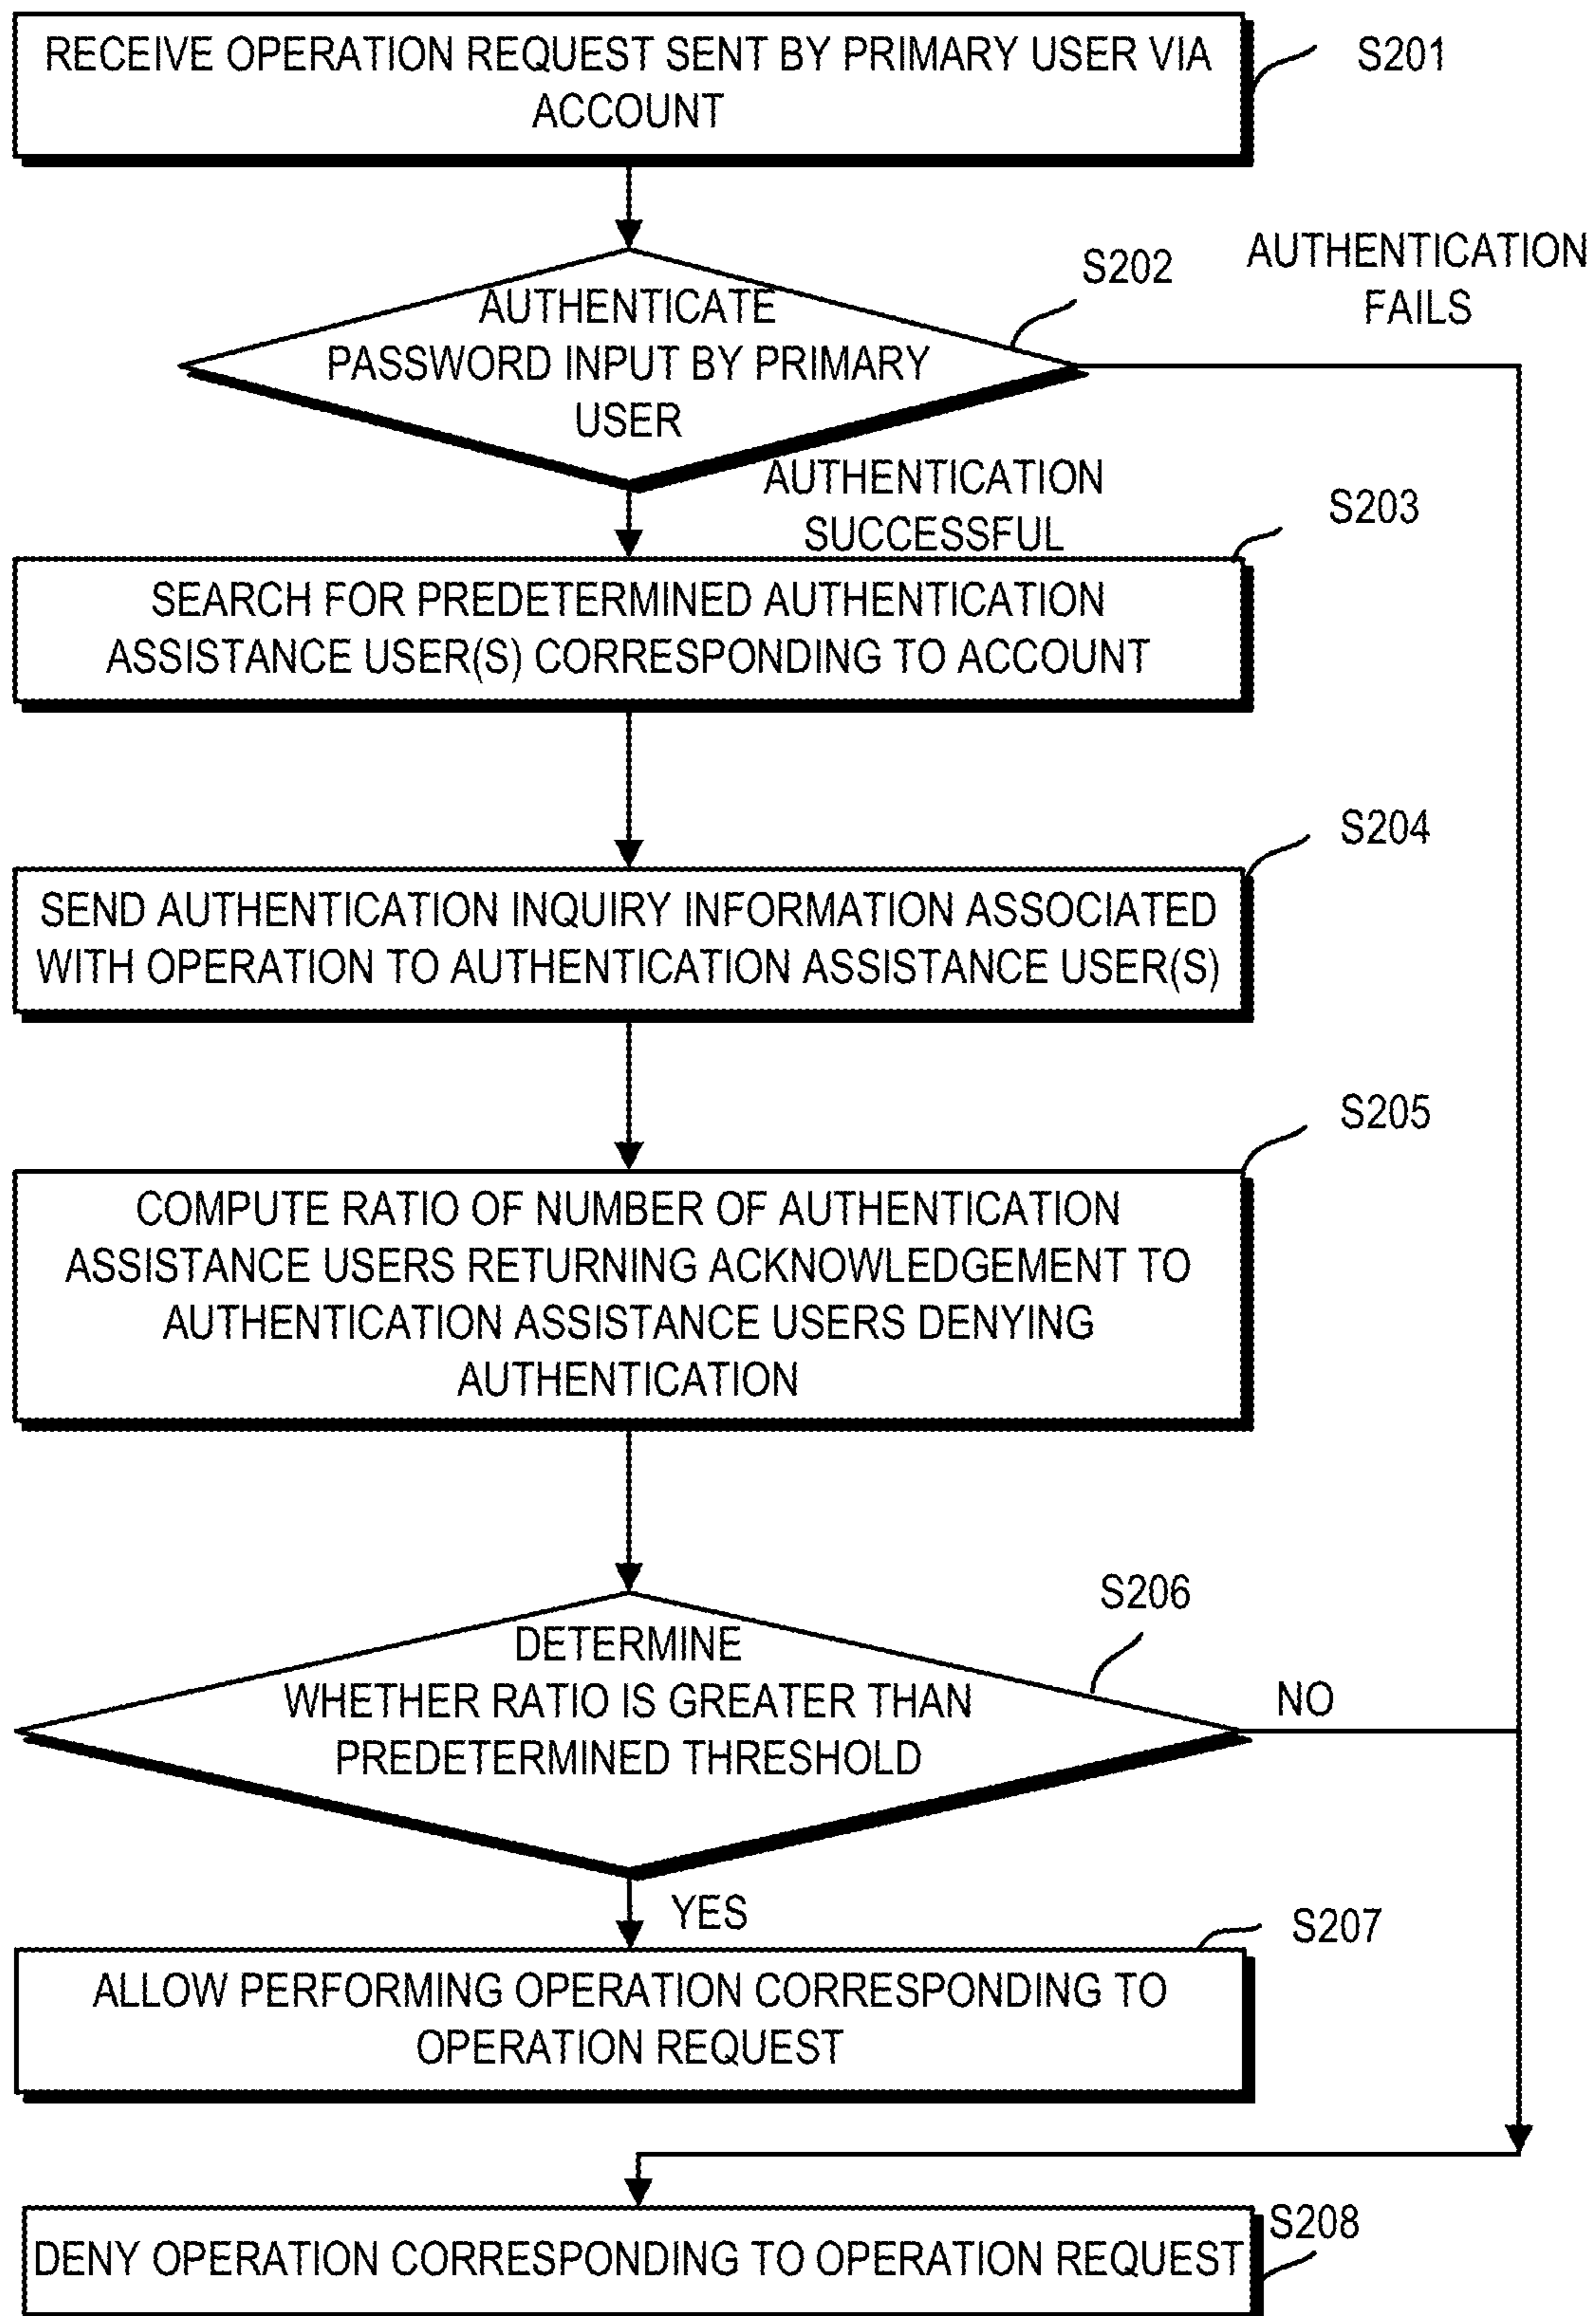 RECEIVE OPERATION REQUEST SENT BY PRIMARY USER VIA
ACCOUNT
S201
AUTHENTICATE
PASSWORD INPUT BY PRIMARY
USER
S202
AUTHENTICATION
FAILS
AUTHENTICATION
SUCCESSFUL
S203
SEARCH FOR PREDETERMINED AUTHENTICATION
ASSISTANCE USER(S) CORRESPONDING TO ACCOUNT
S204
SEND AUTHENTICATION INQUIRY INFORMATION ASSOCIATED
WITH OPERATION TO AUTHENTICATION ASSISTANCE USER(S)
S205
COMPUTE RATIO OF NUMBER OF AUTHENTICATION
ASSISTANCE USERS RETURNING ACKNOWLEDGEMENT TO
AUTHENTICATION ASSISTANCE USERS DENYING
AUTHENTICATION
S206
DETERMINE
WHETHER RATIO IS GREATER THAN
PREDETERMINED THRESHOLD
NO
YES
S207
ALLOW PERFORMING OPERATION CORRESPONDING TO
OPERATION REQUEST
S208
DENY OPERATION CORRESPONDING TO OPERATION REQUEST